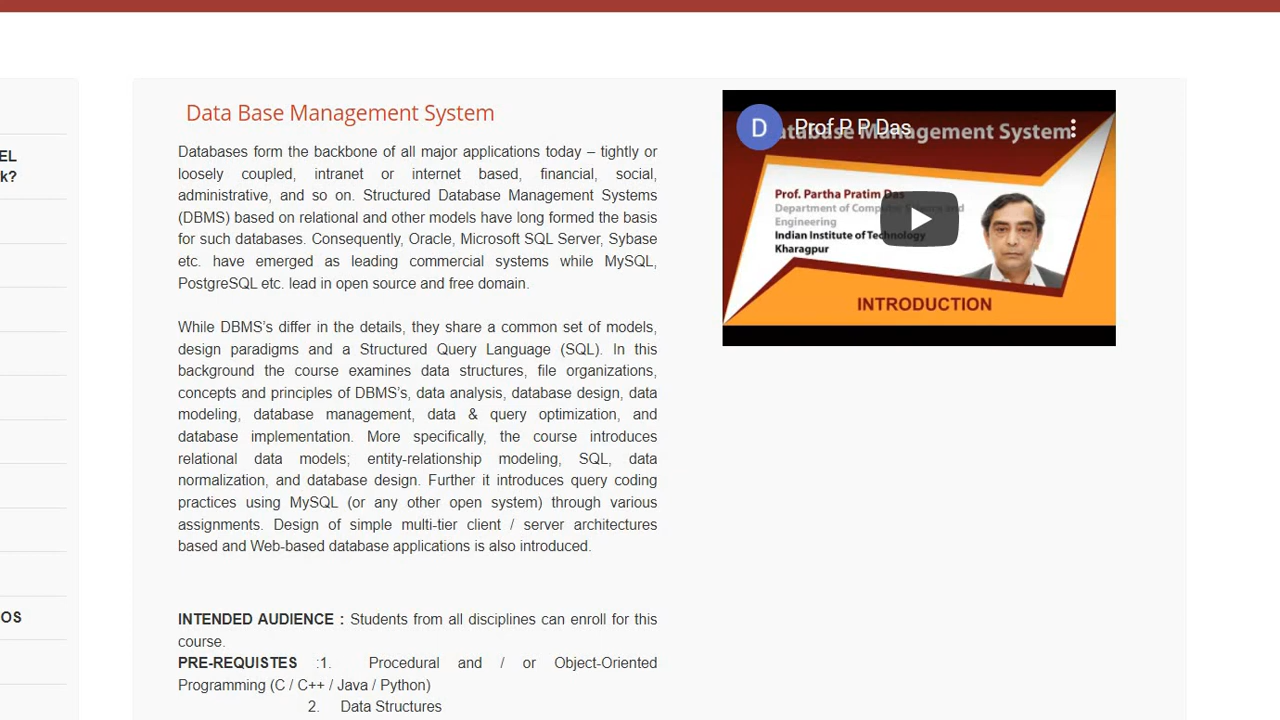 EL
k?
OS
Data Base Management System
Databases form the backbone of all major applications today – tightly or
loosely coupled, intranet or internet based, financial, social,
administrative, and so on. Structured Database Management Systems
(DBMS) based on relational and other models have long formed the basis
for such databases. Consequently, Oracle, Microsoft SQL Server, Sybase
etc. have emerged as leading commercial systems while MySQL,
PostgreSQL etc. lead in open source and free domain.
While DBMS’s differ in the details, they share a common set of models,
design paradigms and a Structured Query Language (SQL). In this
background the course examines data structures, file organizations,
concepts and principles of DBMS’s, data analysis, database design, data
modeling, database management, data & query optimization, and
database implementation. More specifically, the course introduces
relational data models; entity-relationship modeling, SQL, data
normalization, and database design. Further it introduces query coding
practices using MySQL (or any other open system) through various
assignments. Design of simple multi-tier client / server architectures
based and Web-based database applications is also introduced.
INTENDED AUDIENCE : Students from all disciplines can enroll for this
course.
PRE-REQUISTES :1. Procedural and / or Object-Oriented
Programming (C / C++ / Java / Python)
2. Data Structures
D
Prof P P Das
Management System
Prof. Partha Pratim Das
Department of
Engineering
Indian Institute of Technology
Kharagpur
INTRODUCTION